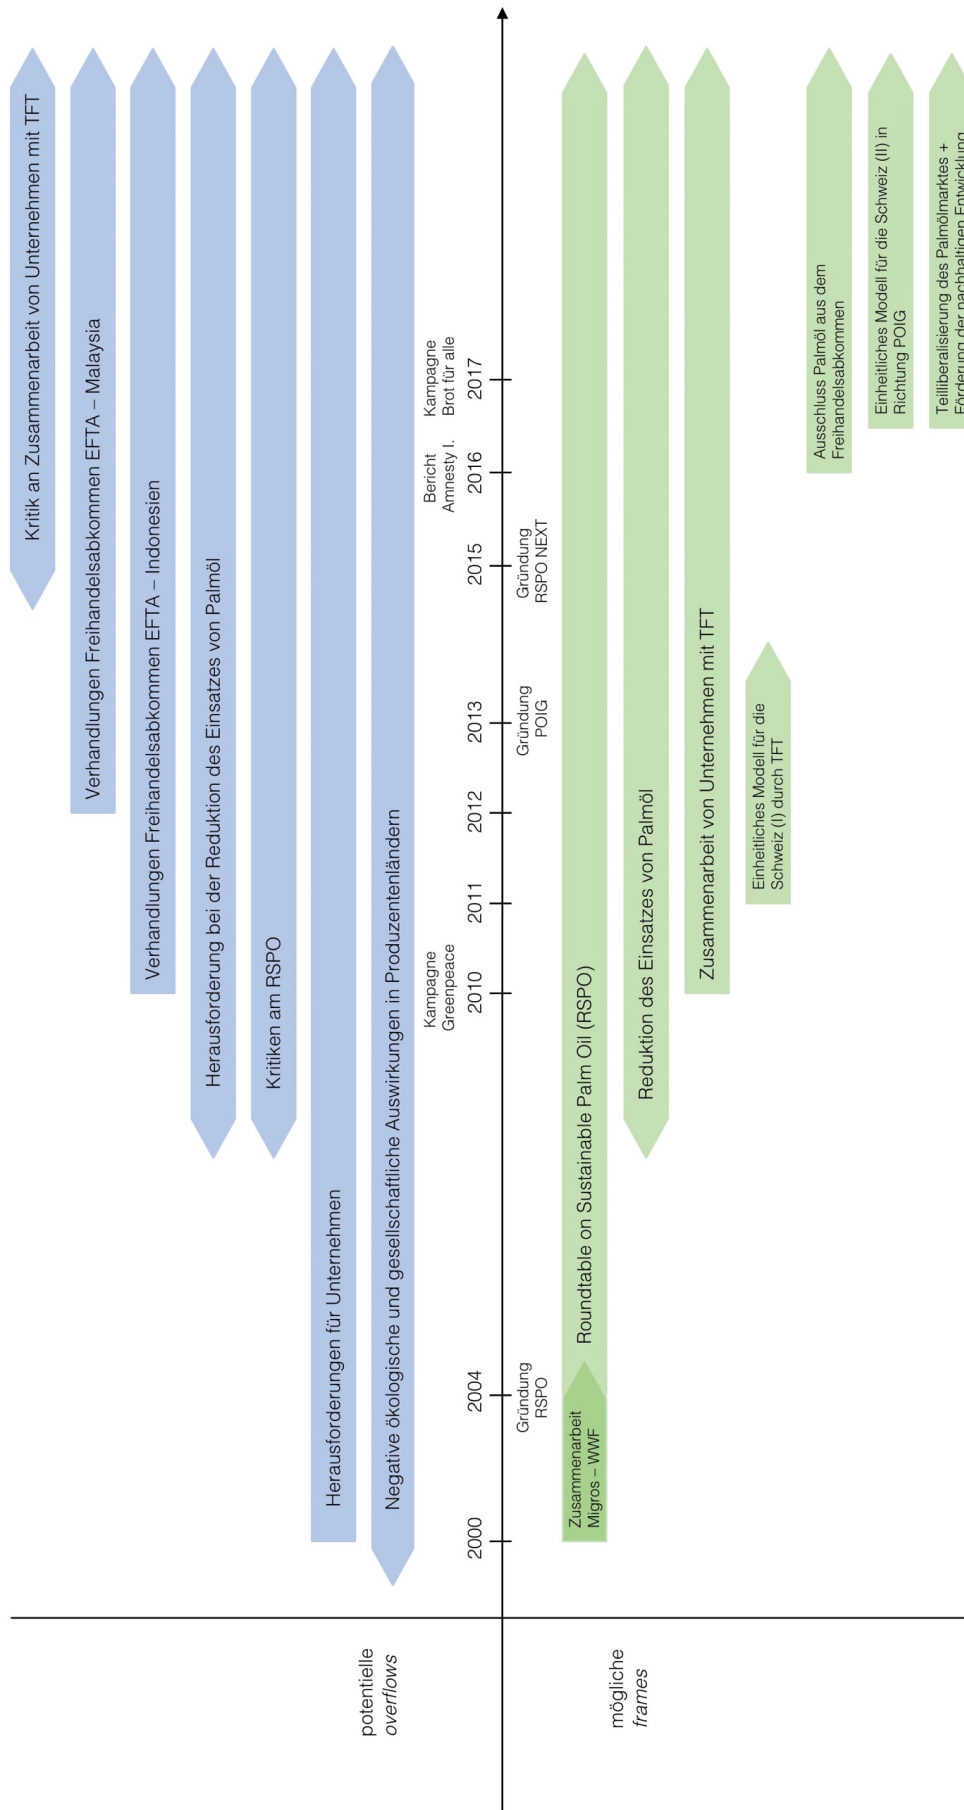 Kritik an Zusammenarbeit von Unternehmen mit TFT
Verhandlungen Freihandelsabkommen EFTA – Malaysia
Verhandlungen Freihandelsabkommen EFTA – Indonesien
Herausforderung bei der Reduktion des Einsatzes von Palmöl
Kritiken am RSPO
Herausforderungen für Unternehmen
Negative ökologische und gesellschaftliche Auswirkungen in Produzentenländern
potentielle
overflows
Kampagne
Greenpeace
Bericht
Amnesty I.
Kampagne
Brot für alle
2000
2004
2010
2011
2012
2013
2015
2016
2017
Gründung
RSPO
Gründung
POIG
Gründung
RSPO NEXT
mögliche
frames
Zusammenarbeit
Migros – WWF
Roundtable on Sustainable Palm Oil (RSPO)
Reduktion des Einsatzes von Palmöl
Zusammenarbeit von Unternehmen mit TFT
Einheitliches Modell für die
Schweiz (I) durch TFT
Ausschluss Palmöl aus dem
Freihandelsabkommen
Einheitliches Modell für die Schweiz (II) in
Richtung POIG
Teilliberalisierung des Palmölmarktes +
Förderung der nachhaltigen Entwicklung